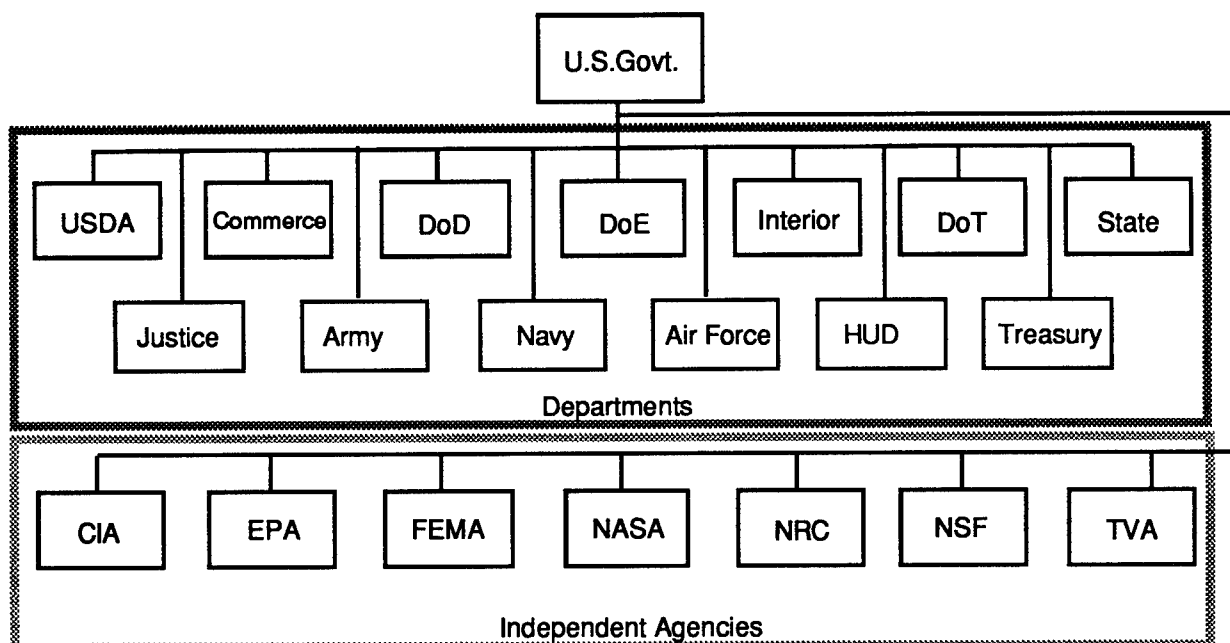 U.S.Govt.
USDA
Commerce
DoD
DoE
Interior
DoT
State
Justice
Army
Navy
Air Force
HUD
Treasury
Departments
CIA
EPA
FEMA
NASA
NRC
NSF
TVA
Independent Agencies